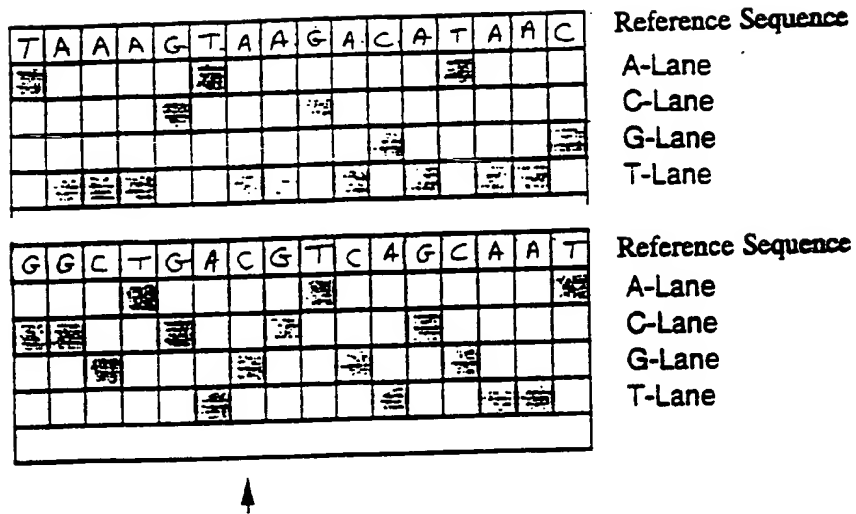 Reference Sequence
T A A A G T A A G A C A T A A C
A-Lane
C-Lane
G-Lane
T-Lane
Reference Sequence
G G C T G A C G T C A G C A A T
A-Lane
C-Lane
G-Lane
T-Lane